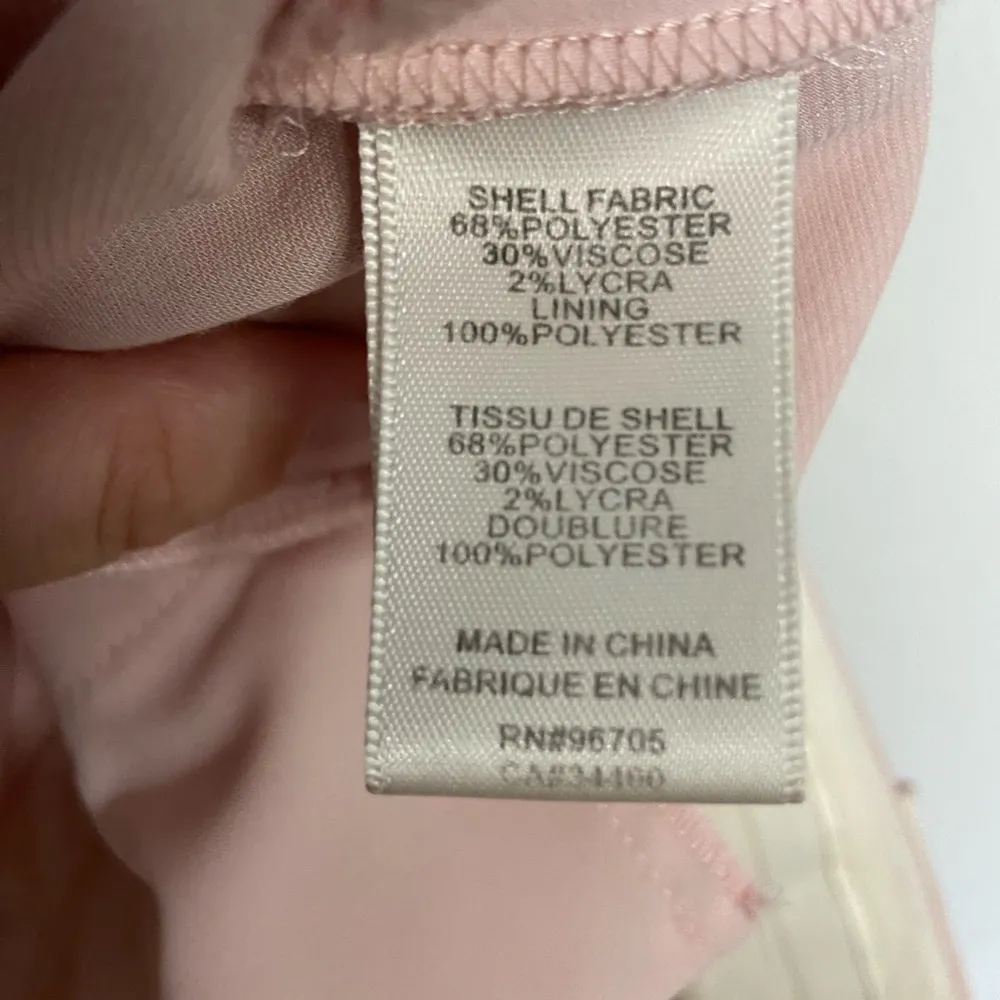 SHELL FABRIC
68%POLYESTER
30%VISCOSE
2%LYCRA
LINING
100%POLYESTER
TISSU DE SHELL
68%POLYESTER
30%VISCOSE
2%LYCRA
DOUBLURE
100%POLYESTER
MADE IN CHINA
FABRIQUE EN CHINE
RN#96705